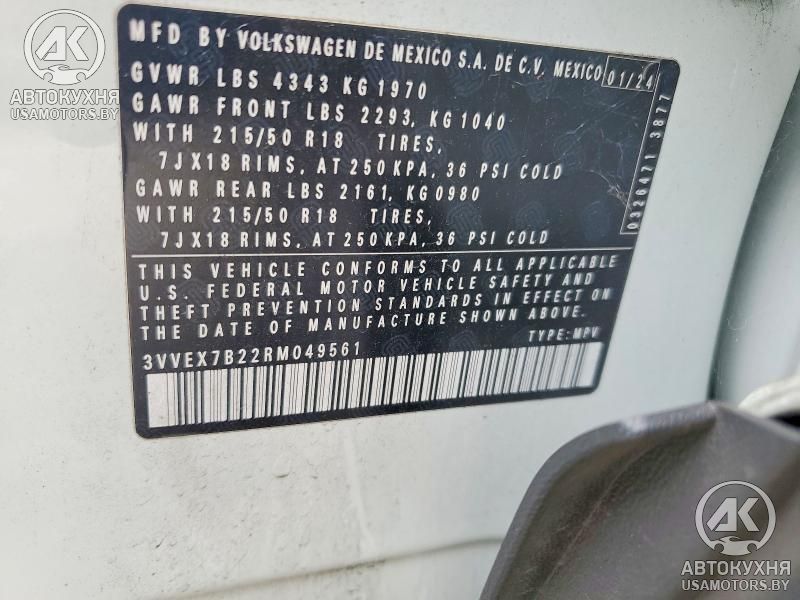 MFD BY VOLKSWAGEN DE MEXICO S.A. DE C.V. MEXICO 01/24
GVWR LBS 4343 KG 1970
GAWR FRONT LBS 2293, KG 1040
WITH 215/50 R18 TIRES,
7JX18 RIMS, AT 250 KPA, 36 PSI COLD
GAWR REAR LBS 2161, KG 0980
WITH 215/50 R18 TIRES,
7JX18 RIMS, AT 250 KPA, 36 PSI COLD
THIS VEHICLE CONFORMS TO ALL APPLICABLE
U.S. FEDERAL MOTOR VEHICLE SAFETY AND
THEFT PREVENTION STANDARDS IN EFFECT ON
THE DATE OF MANUFACTURE SHOWN ABOVE.
TYPE: MPV
3VVEX7B22RM049561
0326471 3877
АК
АВТОКУХНЯ
USAMOTORS.BY
АК
АВТОКУХНЯ
USAMOTORS.BY